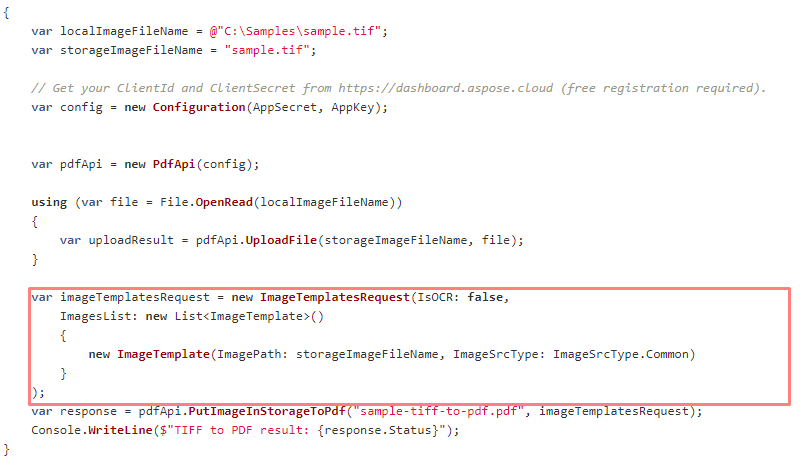 {
var localImageFileName = @"C:\Samples\sample.tif";
var storageImageFileName = "sample.tif";
// Get your ClientId and ClientSecret from https://dashboard.aspose.cloud (free registration required).
var config = new Configuration(AppSecret, AppKey);
var pdfApi = new PdfApi(config);
using (var file = File.OpenRead(localImageFileName))
{
var uploadResult = pdfApi.UploadFile(storageImageFileName, file);
}
var imageTemplatesRequest = new ImageTemplatesRequest(IsOCR: false,
ImagesList: new List<ImageTemplate>()
{
new ImageTemplate(ImagePath: storageImageFileName, ImageSrcType: ImageSrcType.Common)
}
);
var response = pdfApi.PutImageInStorageToPdf("sample-tiff-to-pdf.pdf", imageTemplatesRequest);
Console.WriteLine($"TIFF to PDF result: {response.Status}");
}